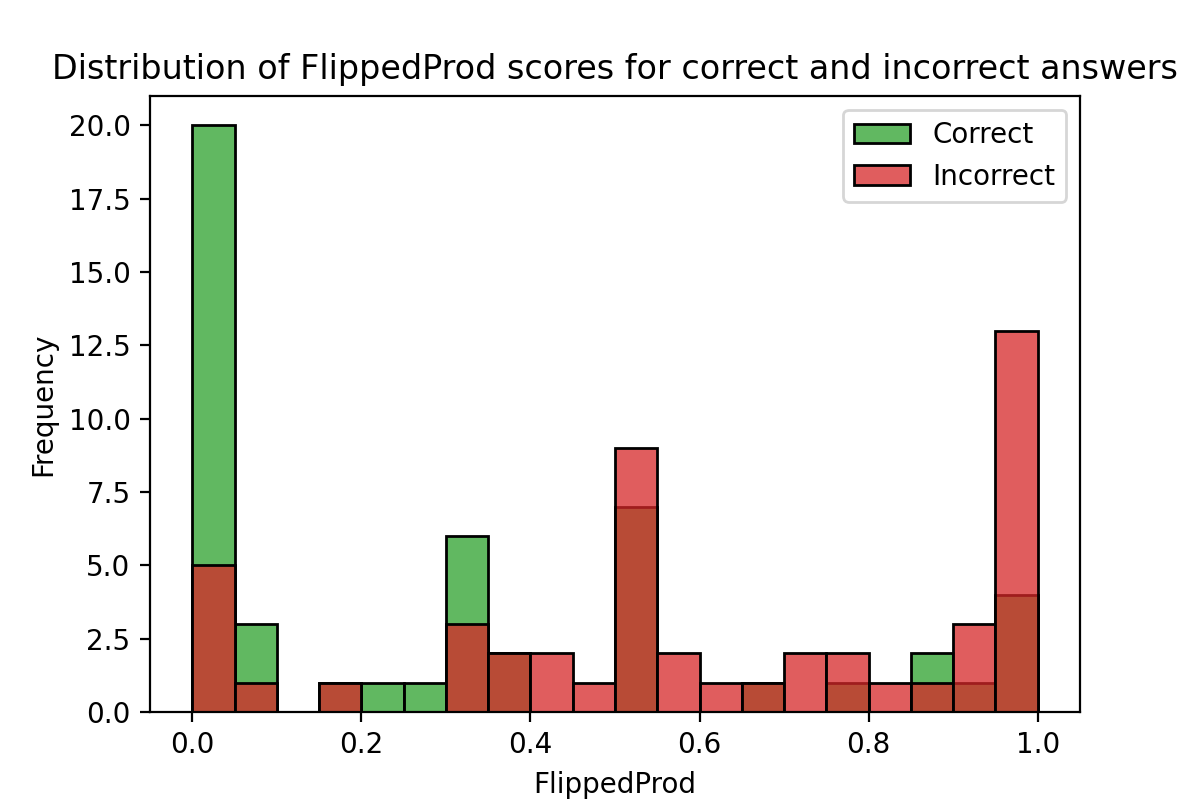 Distribution of FlippedProd scores for correct and incorrect answers
Correct
Incorrect
20.0
17.5
15.0
12.5
10.0
7.5
5.0
2.5
0.0
Frequency
0.0 0.2 0.4 0.6 0.8 1.0
FlippedProd